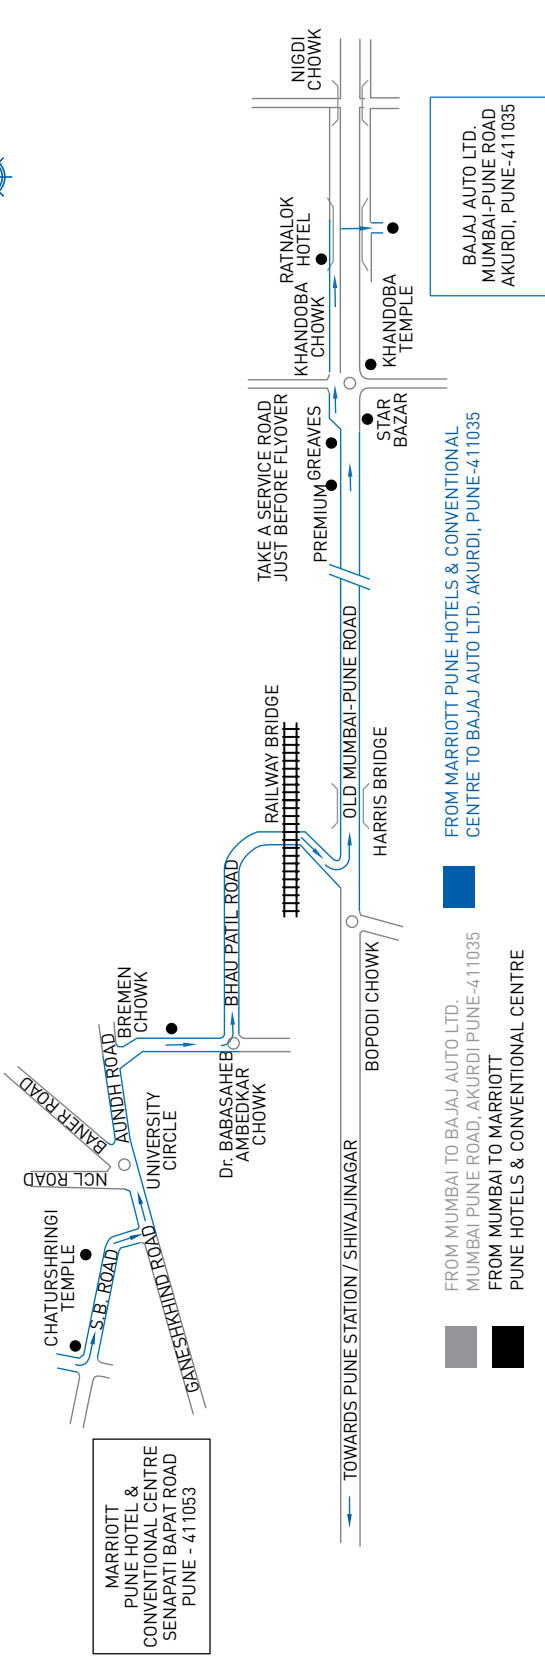 MARRIOTT
PUNE HOTEL &
CONVENTIONAL CENTRE
SENAPATI BAPAT ROAD
PUNE - 411053
CHATURSHRINGI
TEMPLE
S.B. ROAD
GANESHKHIND ROAD
NCL ROAD
BANER ROAD
UNIVERSITY
CIRCLE
AUNDH ROAD
BREMEN
CHOWK
Dr. BABASAHEB
AMBEDKAR
CHOWK
BHAU PATIL ROAD
RAILWAY BRIDGE
TOWARDS PUNE STATION / SHIVAJINAGAR
BOPODI CHOWK
HARRIS BRIDGE
OLD MUMBAI-PUNE ROAD
TAKE A SERVICE ROAD
JUST BEFORE FLYOVER
PREMIUM
GREAVES
STAR
BAZAR
KHANDOBA
CHOWK
KHANDOBA
TEMPLE
RATNALOK
HOTEL
NIGDI
CHOWK
BAJAJ AUTO LTD.
MUMBAI-PUNE ROAD
AKURDI, PUNE-411035
FROM MUMBAI TO BAJAJ AUTO LTD.
MUMBAI PUNE ROAD, AKURDI PUNE-411035
FROM MUMBAI TO MARRIOTT
PUNE HOTELS & CONVENTIONAL CENTRE
FROM MARRIOTT PUNE HOTELS & CONVENTIONAL
CENTRE TO BAJAJ AUTO LTD. AKURDI, PUNE-411035